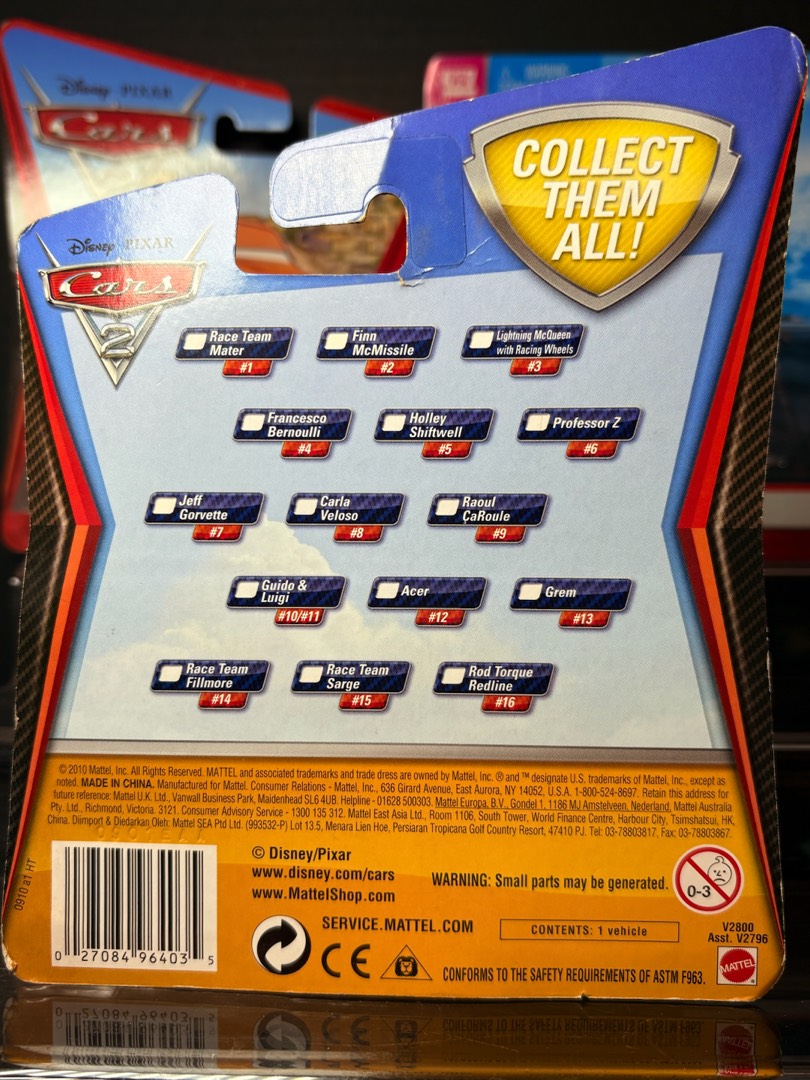 Disney PIXAR
Cars
COLLECT
THEM
ALL!
Disney PIXAR
Cars
2
Race Team
Mater
#1
Finn
McMissile
#2
Lightning McQueen
with Racing Wheels
#3
Francesco
Bernoulli
#4
Holley
Shiftwell
#5
Professor Z
#6
Jeff
Gorvette
#7
Carla
Veloso
#8
Raoul
ÇaRoule
#9
Guido &
Luigi
#10/#11
Acer
#12
Grem
#13
Race Team
Fillmore
#14
Race Team
Sarge
#15
Rod Torque
Redline
#16
© 2010 Mattel, Inc. All Rights Reserved. MATTEL and associated trademarks and trade dress are owned by Mattel, Inc. ® and ™ designate U.S. trademarks of Mattel, Inc., except as
noted. MADE IN CHINA. Manufactured for Mattel. Consumer Relations - Mattel, Inc., 636 Girard Avenue, East Aurora, NY 14052, U.S.A. 1-800-524-8697. Retain this address for
future reference: Mattel U.K. Ltd., Vanwall Business Park, Maidenhead SL6 4UB. Helpline - 01628 500303. Mattel Europa, B.V., Gondel 1, 1186 MJ Amstelveen, Nederland. Mattel Australia
Pty. Ltd., Richmond, Victoria. 3121. Consumer Advisory Service - 1300 135 312. Mattel East Asia Ltd., Room 1106, South Tower, World Finance Centre, Harbour City, Tsimshatsui, HK,
China. Diimport & Diedarkan Oleh: Mattel SEA Ptd Ltd. (993532-P) Lot 13.5, Menara Lien Hoe, Persiaran Tropicana Golf Country Resort, 47410 PJ. Tel: 03-78803817, Fax: 03-78803867.
0910 a1 HT
© Disney/Pixar
www.disney.com/cars
www.MattelShop.com
WARNING: Small parts may be generated.
0-3
SERVICE.MATTEL.COM
CONTENTS: 1 vehicle
V2800
Asst. V2796
0 27084 96403 5
CE
CONFORMS TO THE SAFETY REQUIREMENTS OF ASTM F963.
MATTEL